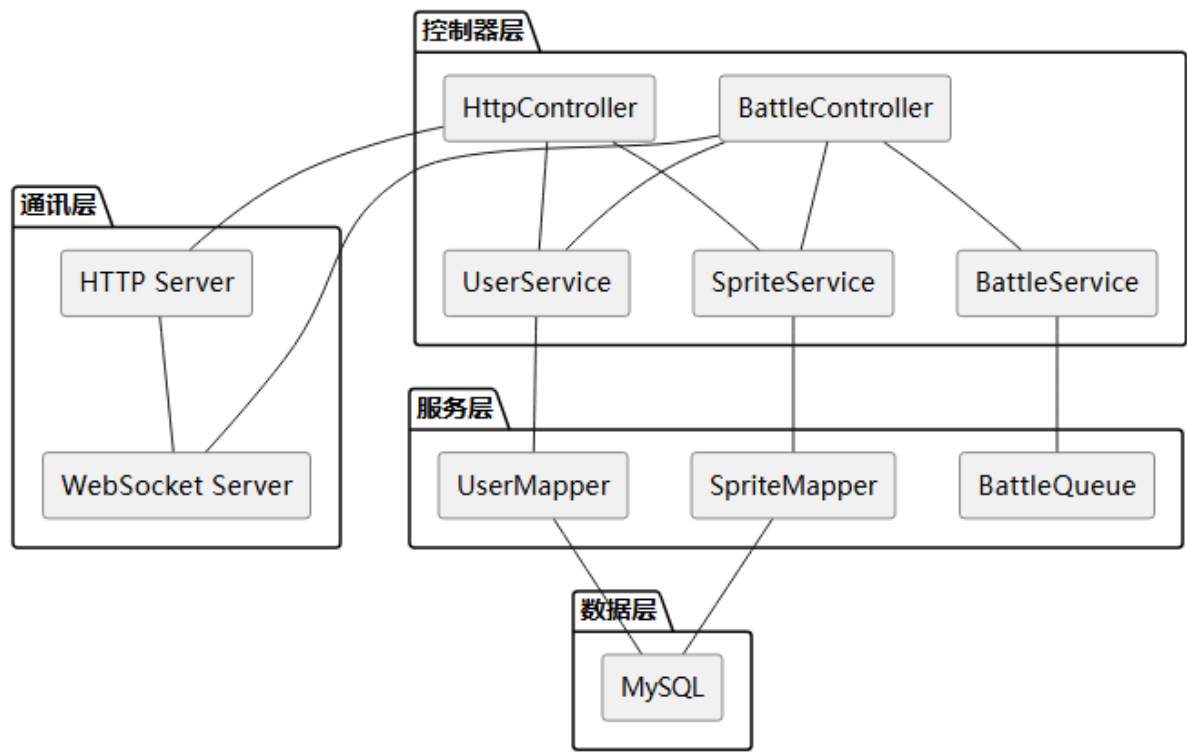 控制器层
HttpController
BattleController
通讯层
HTTP Server
UserService
SpriteService
BattleService
服务层
WebSocket Server
UserMapper
SpriteMapper
BattleQueue
数据层
MySQL